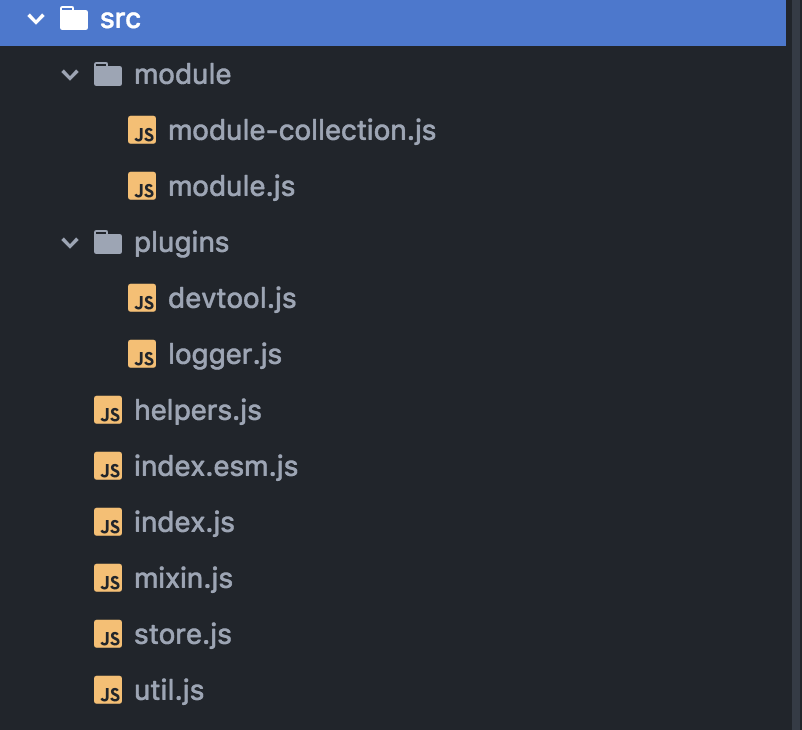 src
module
JS module-collection.js
JS module.js
plugins
JS devtool.js
JS logger.js
JS helpers.js
JS index.esm.js
JS index.js
JS mixin.js
JS store.js
JS util.js